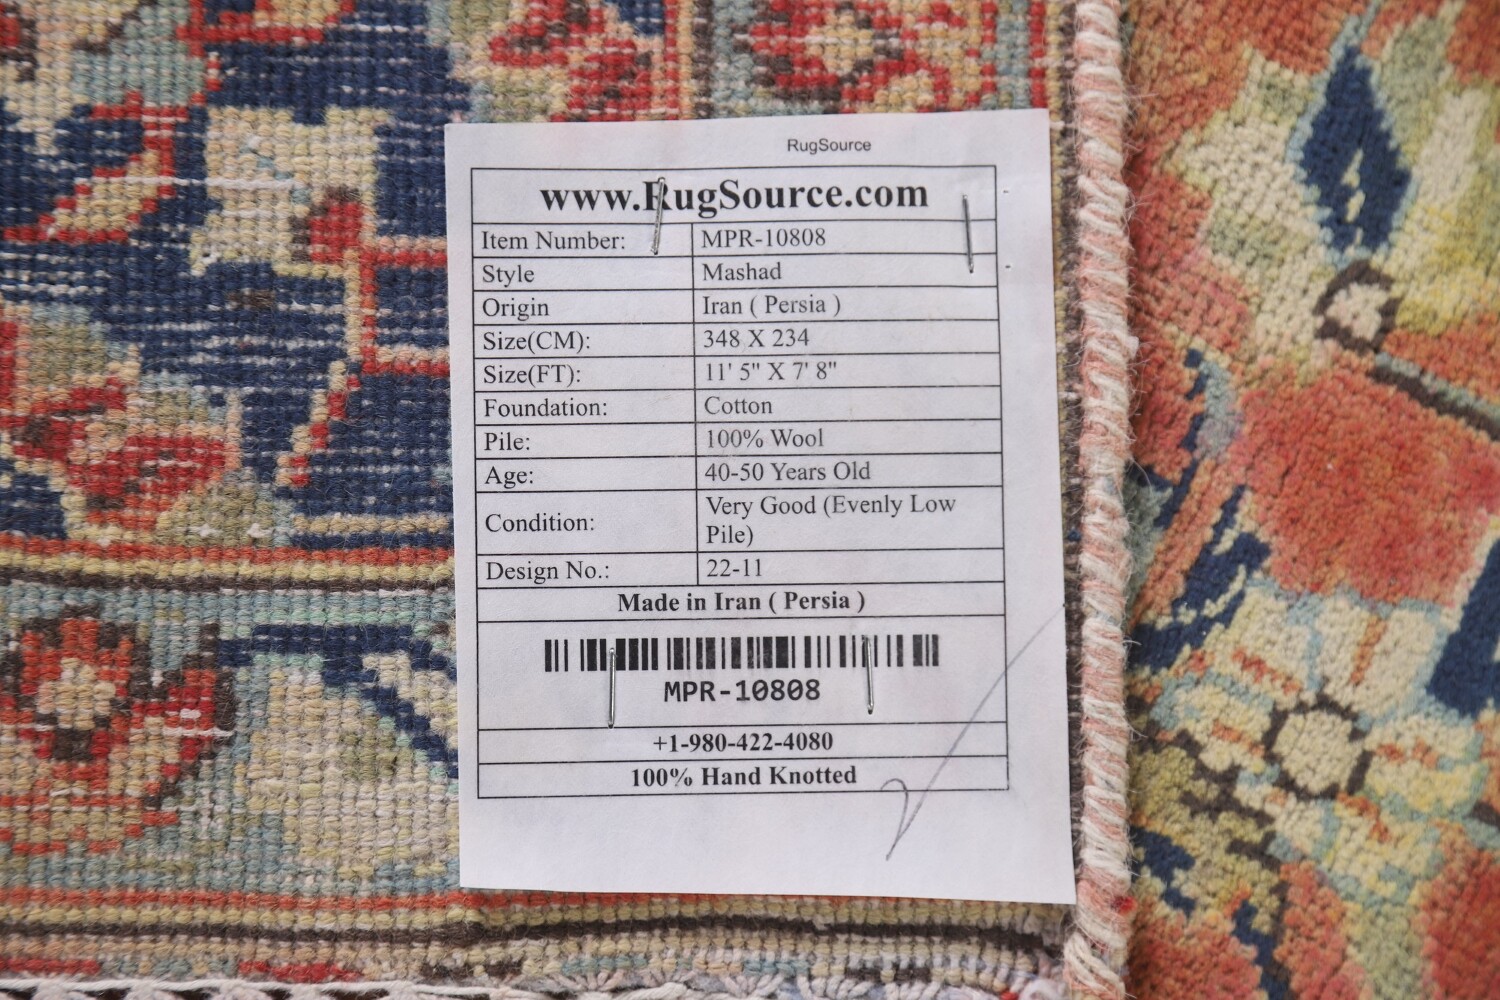 RugSource
www.RugSource.com
Item Number: MPR-10808
Style Mashad
Origin Iran ( Persia )
Size(CM): 348 X 234
Size(FT): 11' 5" X 7' 8"
Foundation: Cotton
Pile: 100% Wool
Age: 40-50 Years Old
Condition: Very Good (Evenly Low
Pile)
Design No.: 22-11
Made in Iran ( Persia )
MPR-10808
+1-980-422-4080
100% Hand Knotted